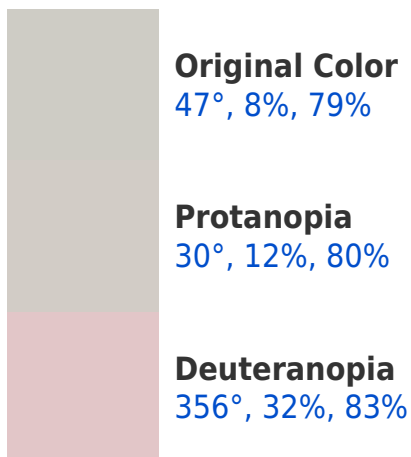 Original Color
47°, 8%, 79%
Protanopia
30°, 12%, 80%
Deuteranopia
356°, 32%, 83%